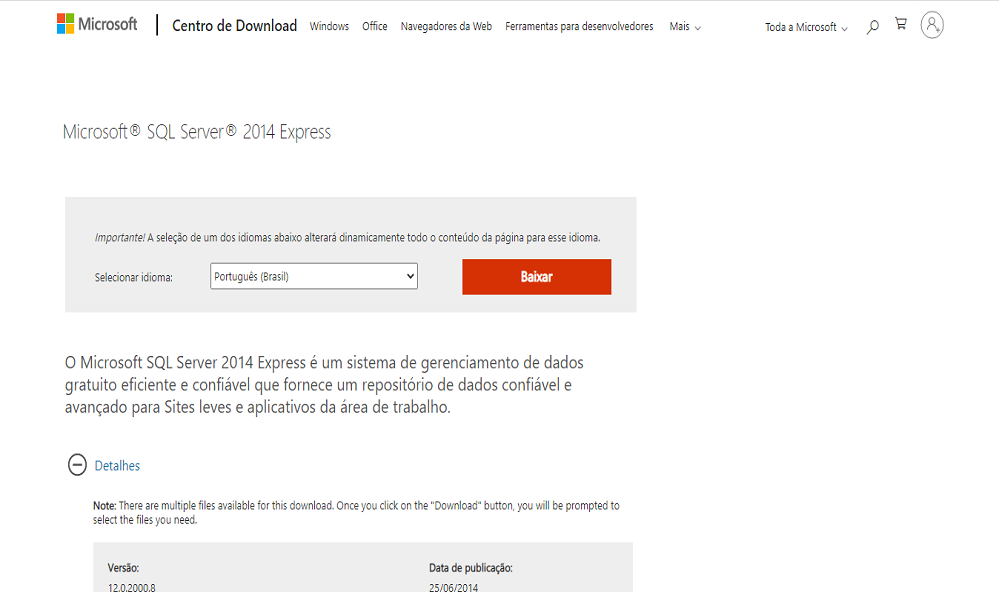 Microsoft | Centro de Download Windows Office Navegadores da Web Ferramentas para desenvolvedores Mais Toda a Microsoft
Microsoft® SQL Server® 2014 Express
Importante! A seleção de um dos idiomas abaixo alterará dinamicamente todo o conteúdo da página para esse idioma.
Selecionar idioma: Português (Brasil) Baixar
O Microsoft SQL Server 2014 Express é um sistema de gerenciamento de dados
gratuito eficiente e confiável que fornece um repositório de dados confiável e
avançado para Sites leves e aplicativos da área de trabalho.
Detalhes
Note: There are multiple files available for this download. Once you click on the "Download" button, you will be prompted to
select the files you need.
Versão: Data de publicação:
12.0.2000.8 25/06/2014